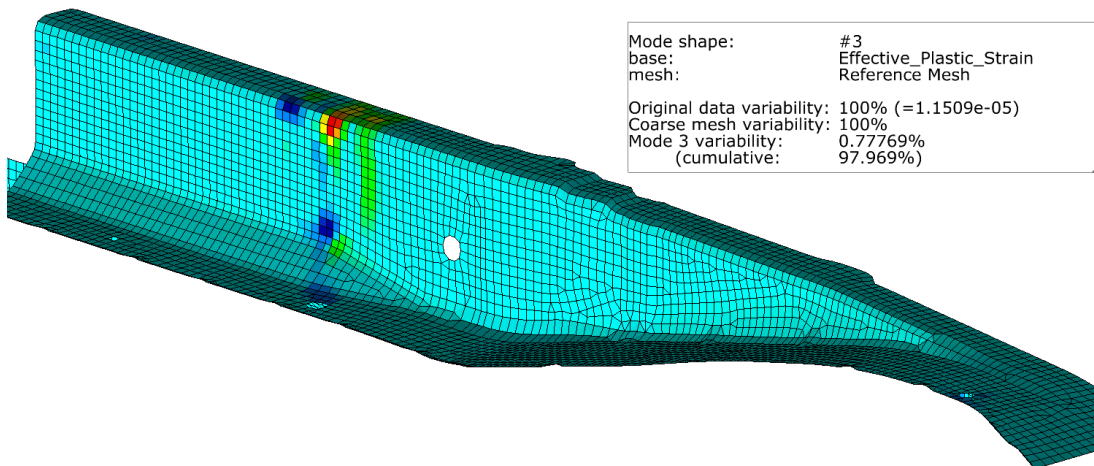 Mode shape: #3
base: Effective_Plastic_Strain
mesh: Reference Mesh
Original data variability: 100% (=1.1509e-05)
Coarse mesh variability: 100%
Mode 3 variability: 0.77769%
(cumulative: 97.969%)